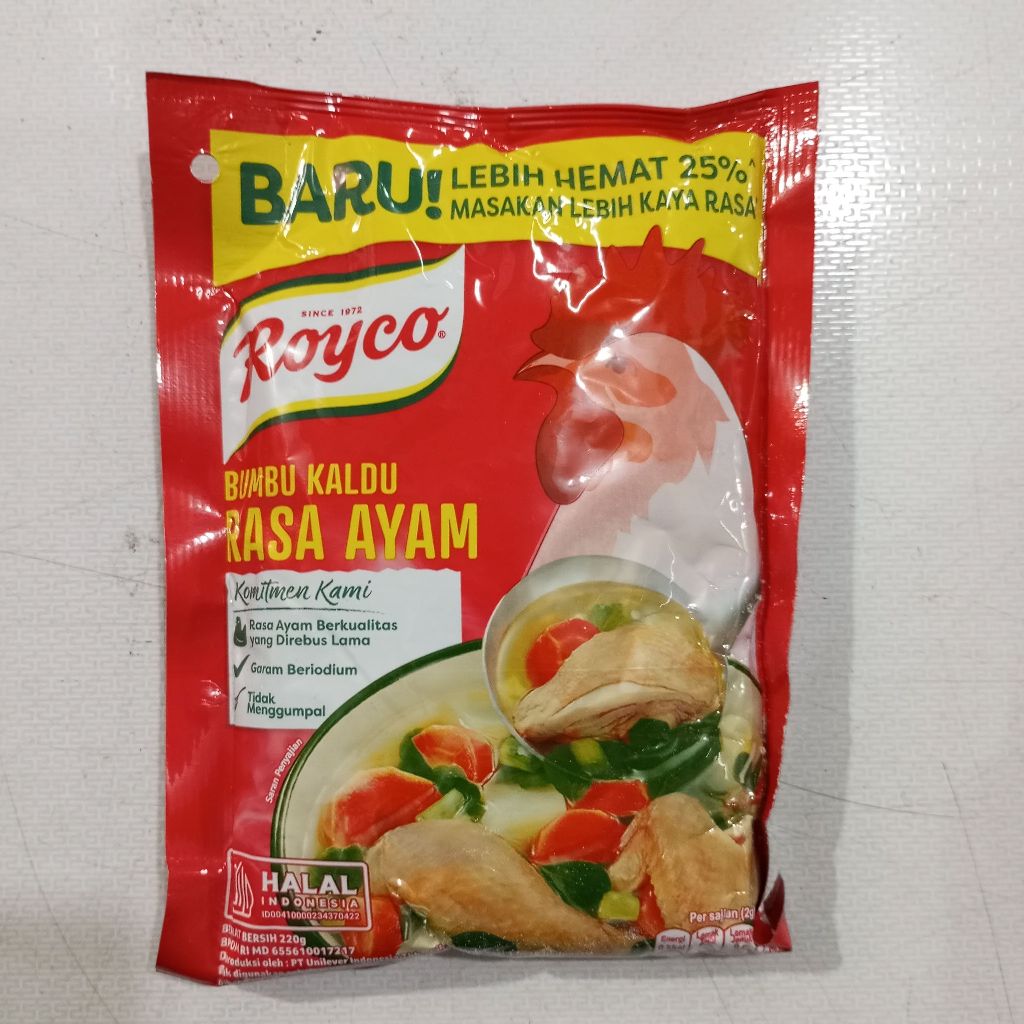 BARU! LEBIH HEMAT 25%^
MASAKAN LEBIH KAYA RASA
SINCE 1972
Royco®
BUMBU KALDU
RASA AYAM
Komitmen Kami
Rasa Ayam Berkualitas
yang Direbus Lama
Garam Beriodium
Tidak
Menggumpal
Saran Penyajian
HALAL
INDONESIA
ID00410000234370422
BERSIH 220g
RI MD 655610017217
Diproduksi oleh : PT Unilever Indonesia
Per sajian (2g)
Energi
Lemak